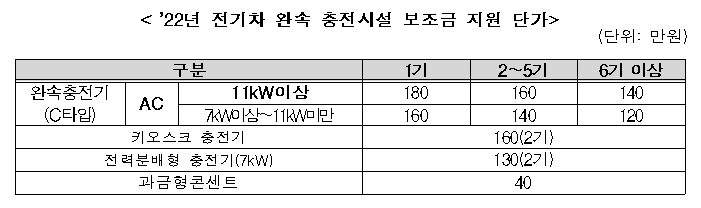 < ’22년 전기차 완속 충전시설 보조금 지원 단가>
(단위: 만원)
구분 1기 2～5기 6기 이상
완속충전기 (C타입) AC 11kW이상 180 160 140
7kW이상～11kW미만 160 140 120
키오스크 충전기 160(2기)
전력분배형 충전기(7kW) 130(2기)
과금형콘센트 40